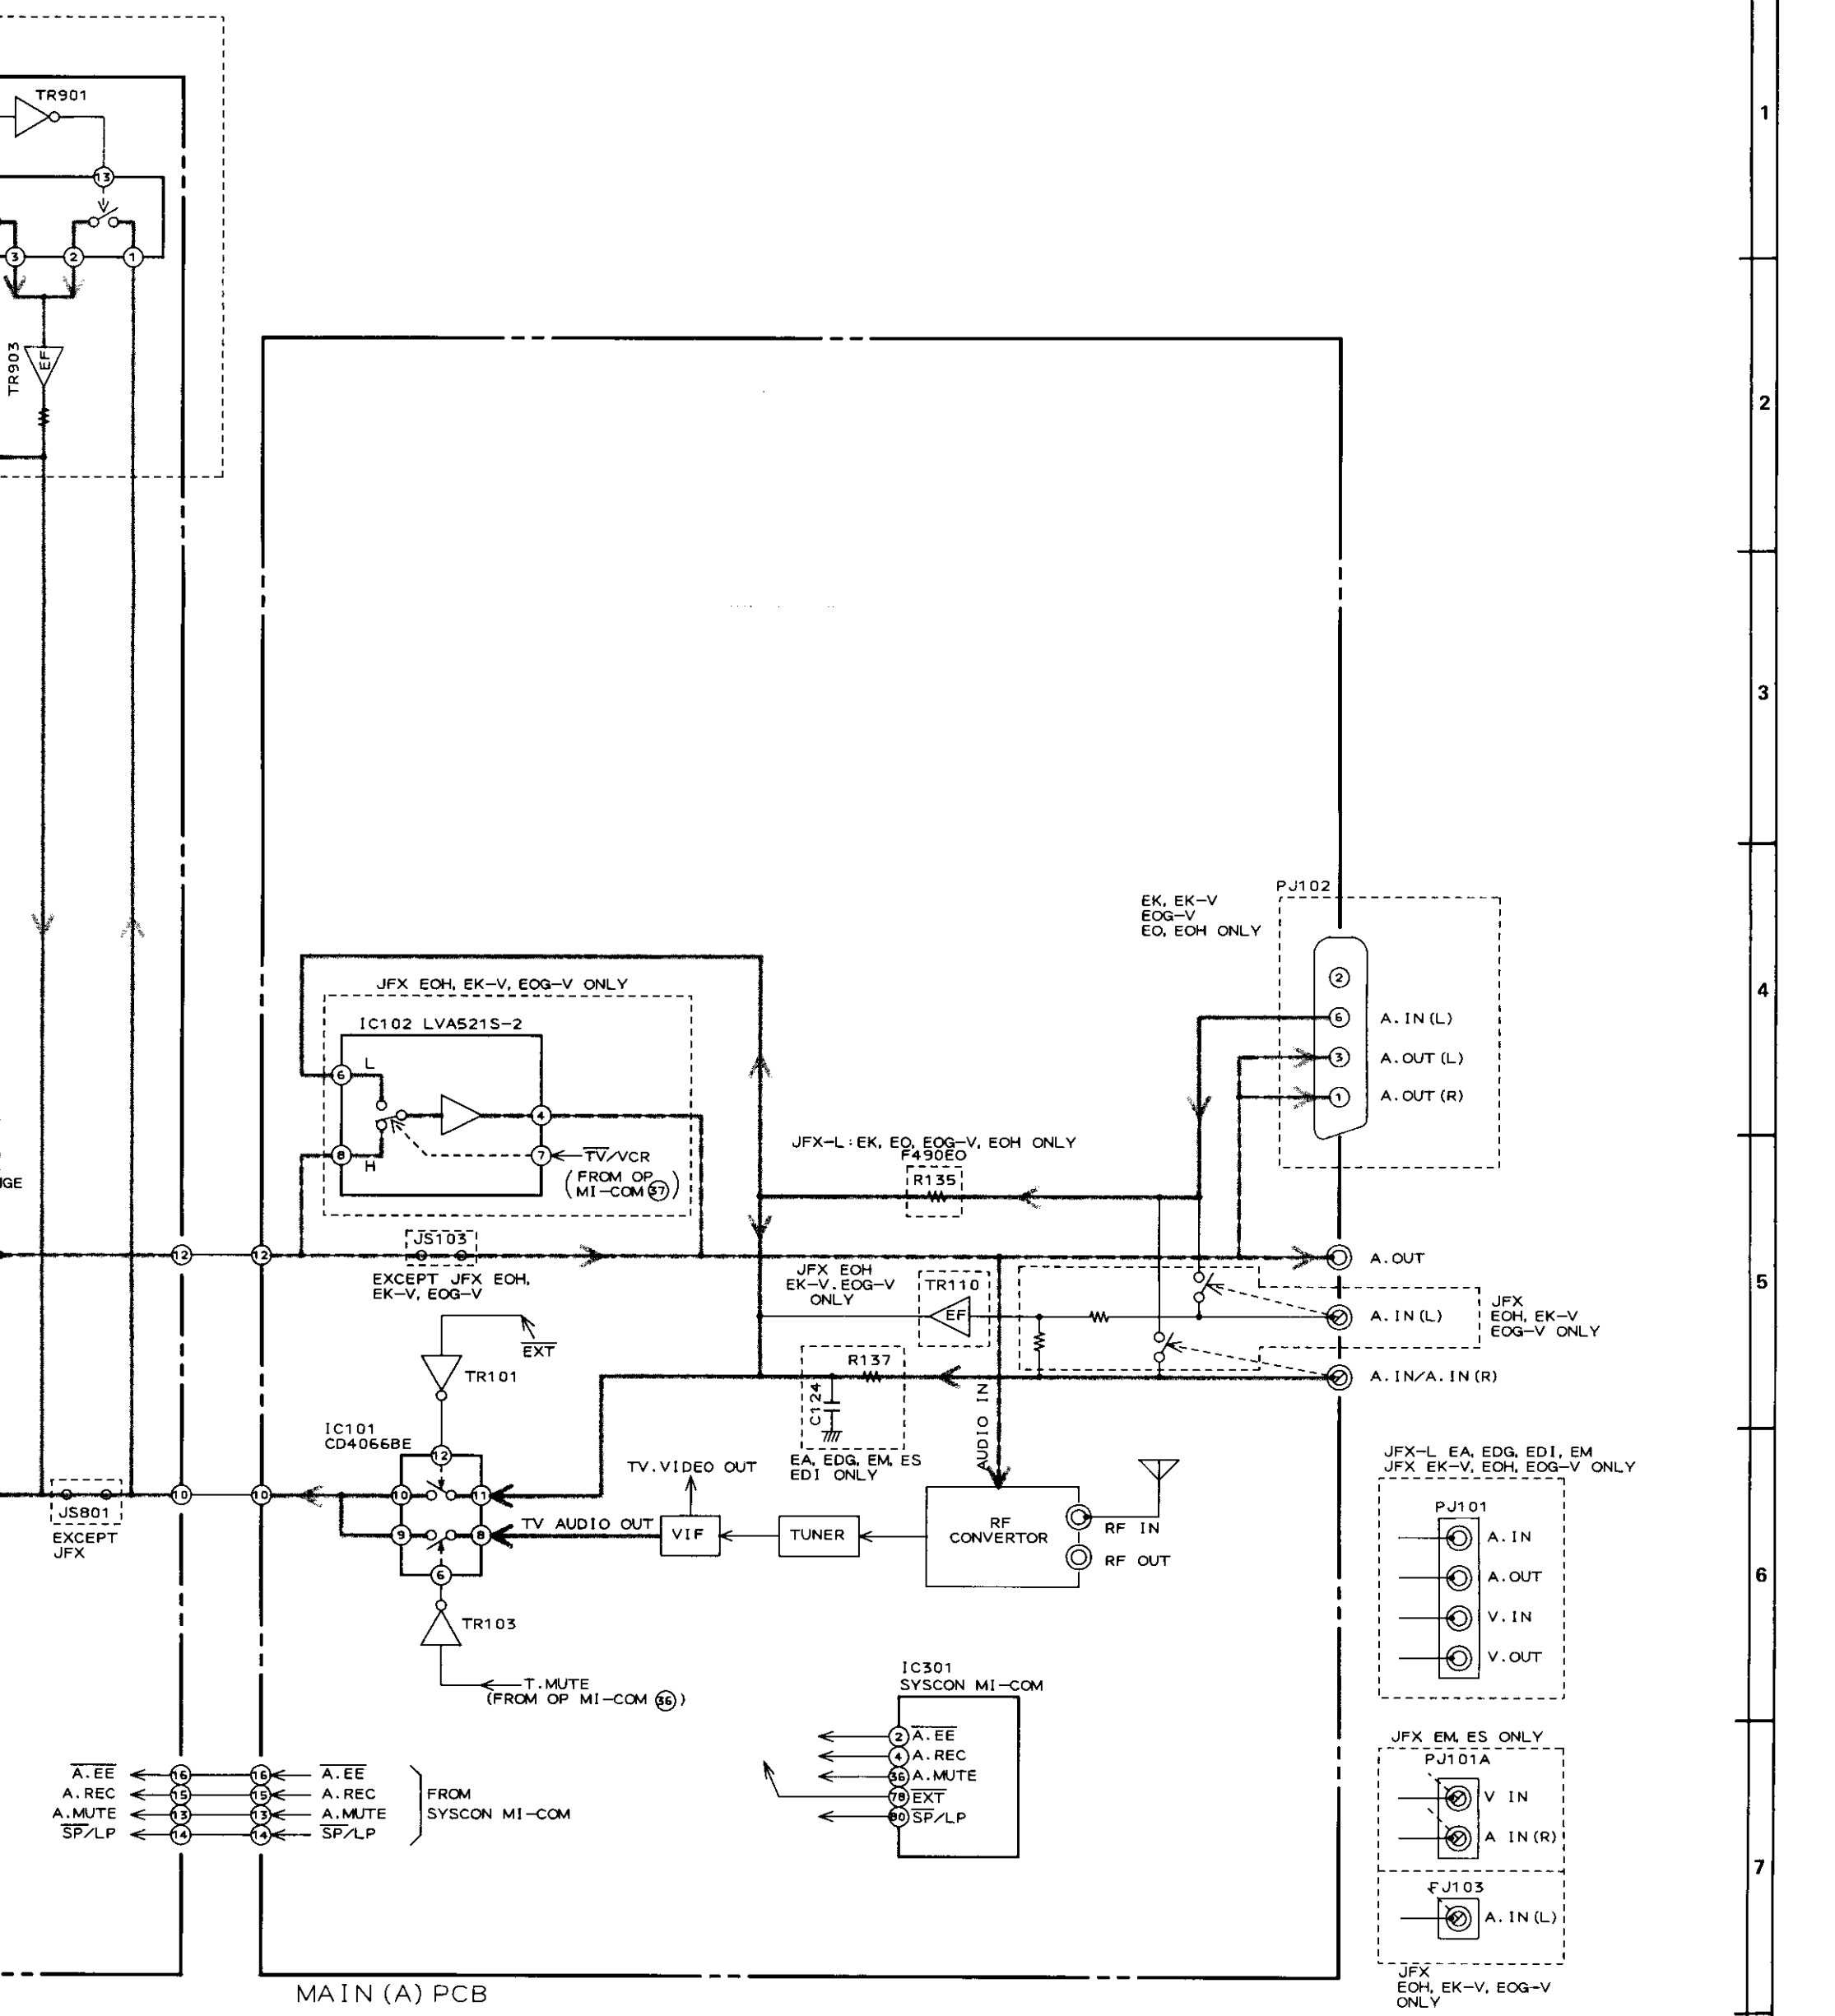 TR901
1
13
3
2
1
TR903
EF
2
3
PJ102
EK, EK-V
EOG-V
EO, EOH ONLY
2
4
JFX EOH, EK-V, EOG-V ONLY
6
A.IN(L)
IC102 LVA521S-2
3
A.OUT(L)
L
6
1
A.OUT(R)
4
JFX-L:EK, EO, EOG-V, EOH ONLY
F490EO
8
H
7
TV/VCR
(FROM OP
MI-COM 37)
R135
JS103
12
12
A.OUT
EXCEPT JFX EOH,
EK-V, EOG-V
JFX EOH
EK-V.EOG-V
ONLY
TR110
EF
5
JFX
EOH, EK-V
EOG-V ONLY
A.IN(L)
EXT
TR101
R137
C124
A.IN/A.IN(R)
AUDIO IN
IC101
CD4066BE
12
EA, EDG, EM, ES
EDI ONLY
JFX-L EA, EDG, EDI, EM
JFX EK-V, EOH, EOG-V ONLY
TV.VIDEO OUT
10
10
10
11
JS801
EXCEPT
JFX
9
8
TV AUDIO OUT
VIF
TUNER
RF
CONVERTOR
RF IN
RF OUT
PJ101
A.IN
A.OUT
V.IN
V.OUT
6
6
TR103
T.MUTE
(FROM OP MI-COM 36)
IC301
SYSCON MI-COM
2 A.EE
4 A.REC
36 A.MUTE
78 EXT
80 SP/LP
JFX EM, ES ONLY
PJ101A
V IN
A IN(R)
A.EE 16 16 A.EE
A.REC 15 15 A.REC
A.MUTE 13 13 A.MUTE
SP/LP 14 14 SP/LP
FROM
SYSCON MI-COM
7
PJ103
A.IN(L)
JFX
EOH, EK-V, EOG-V
ONLY
MAIN(A)PCB